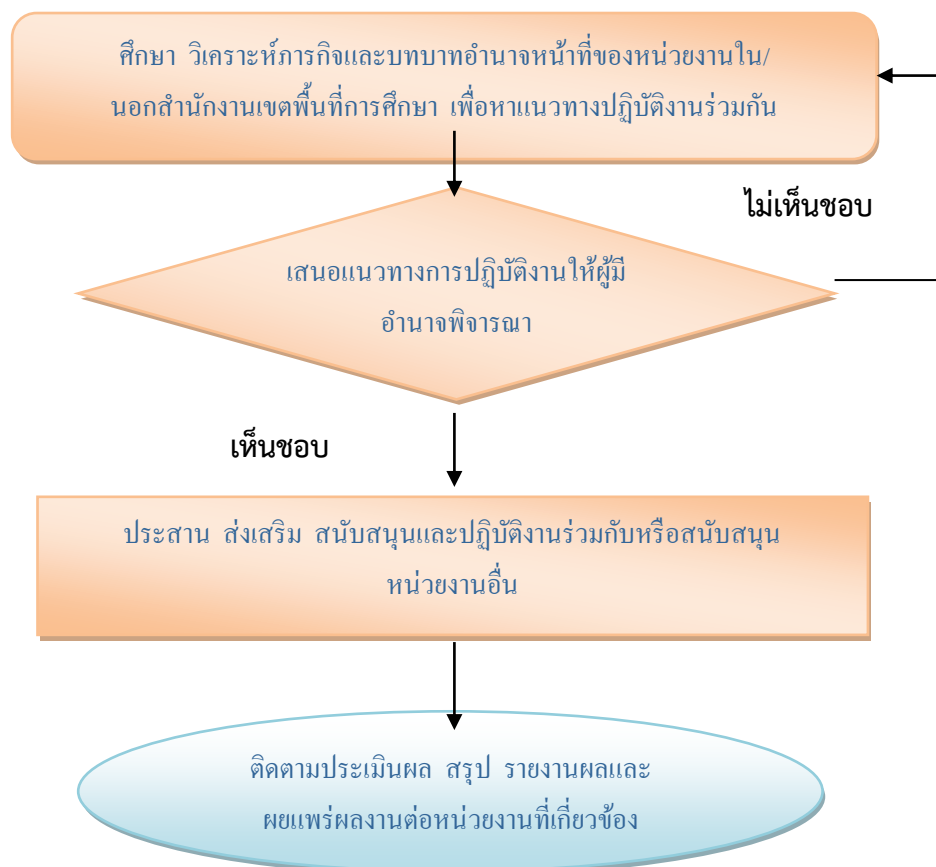 ศึกษา วิเคราะห์ภารกิจและบทบาทอำนาจหน้าที่ของหน่วยงานใน/
นอกสำนักงานเขตพื้นที่การศึกษา เพื่อหาแนวทางปฏิบัติงานร่วมกัน
ไม่เห็นชอบ
เสนอแนวทางการปฏิบัติงานให้ผู้มี
อำนาจพิจารณา
เห็นชอบ
ประสาน ส่งเสริม สนับสนุนและปฏิบัติงานร่วมกับหรือสนับสนุน
หน่วยงานอื่น
ติดตามประเมินผล สรุป รายงานผลและ
ผยแพร่ผลงานต่อหน่วยงานที่เกี่ยวข้อง